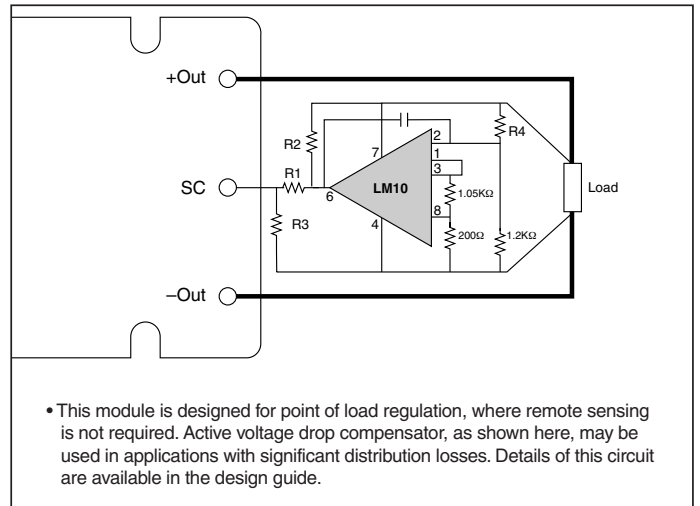 +Out
R2
R4
7
2
1
3
R1
SC
6
LM10
1.05KΩ
Load
R3
4
8
200Ω
1.2KΩ
–Out
• This module is designed for point of load regulation, where remote sensing
is not required. Active voltage drop compensator, as shown here, may be
used in applications with significant distribution losses. Details of this circuit
are available in the design guide.